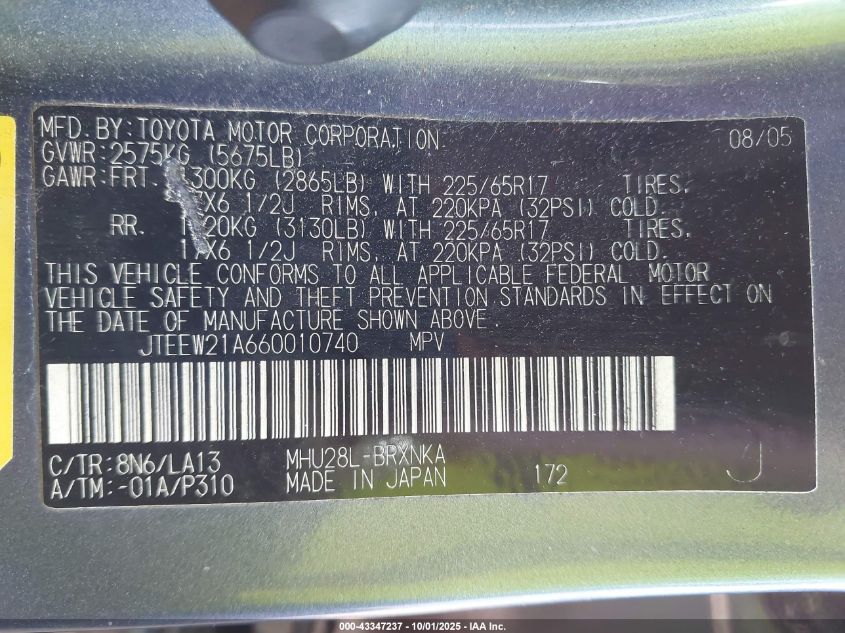 MFD. BY: TOYOTA MOTOR CORPORATION 08/05
GVWR: 2575KG (5675LB)
GAWR: FRT. 1300KG (2865LB) WITH 225/65R17 TIRES,
X6 1/2J RIMS, AT 220KPA (32PSI) COLD.
RR. 20KG (3130LB) WITH 225/65R17 TIRES,
17X6 1/2J RIMS, AT 220KPA (32PSI) COLD.
THIS VEHICLE CONFORMS TO ALL APPLICABLE FEDERAL MOTOR
VEHICLE SAFETY AND THEFT PREVENTION STANDARDS IN EFFECT ON
THE DATE OF MANUFACTURE SHOWN ABOVE.
JTEEW21A660010740 MPV
C/TR: 8N6/LA13 MHU28L-BRXNKA
A/TM: -01A/P310 MADE IN JAPAN 172 J
000-43347237 - 10/01/2025 - IAA Inc.